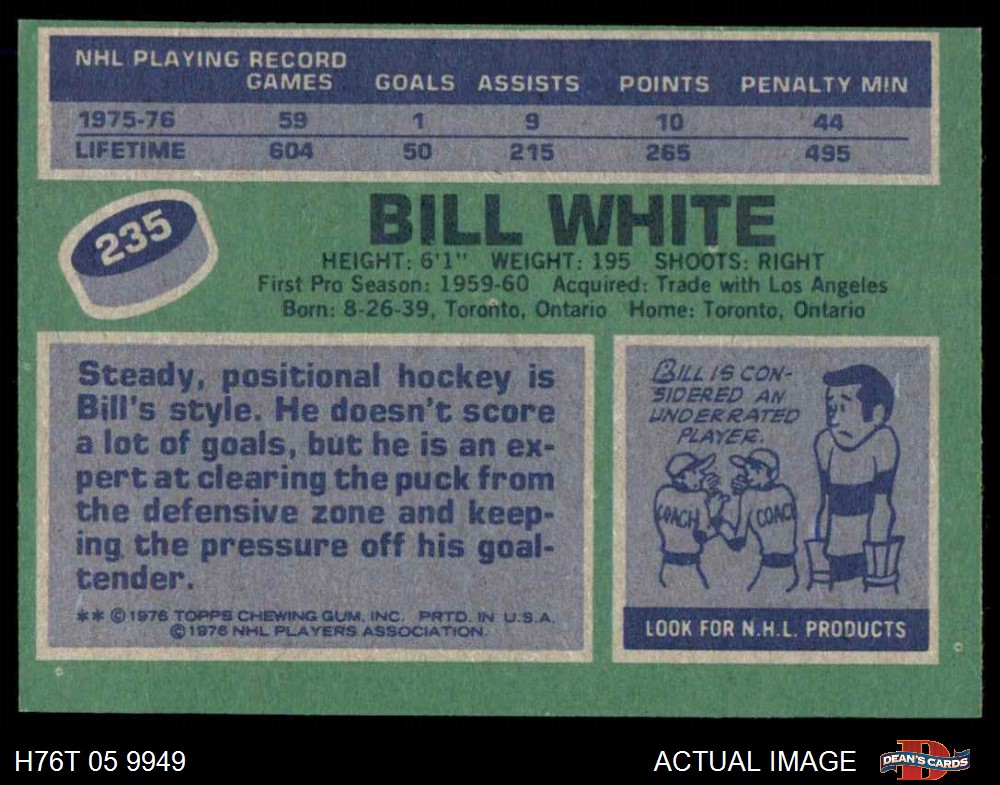 NHL PLAYING RECORD
GAMES GOALS ASSISTS POINTS PENALTY MIN
1975-76 59 1 9 10 44
LIFETIME 604 50 215 265 495
235
BILL WHITE
HEIGHT: 6'1" WEIGHT: 195 SHOOTS: RIGHT
First Pro Season: 1959-60 Acquired: Trade with Los Angeles
Born: 8-26-39, Toronto, Ontario Home: Toronto, Ontario
Steady, positional hockey is
Bill's style. He doesn't score
a lot of goals, but he is an ex-
pert at clearing the puck from
the defensive zone and keep-
ing the pressure off his goal-
tender.
** ©1976 TOPPS CHEWING GUM, INC. PRTD. IN U.S.A.
©1976 NHL PLAYERS ASSOCIATION.
BILL IS CON-
SIDERED AN
UNDERRATED
PLAYER.
COACH COACH
LOOK FOR N.H.L. PRODUCTS
H76T 05 9949 ACTUAL IMAGE
D
DEAN'S CARDS